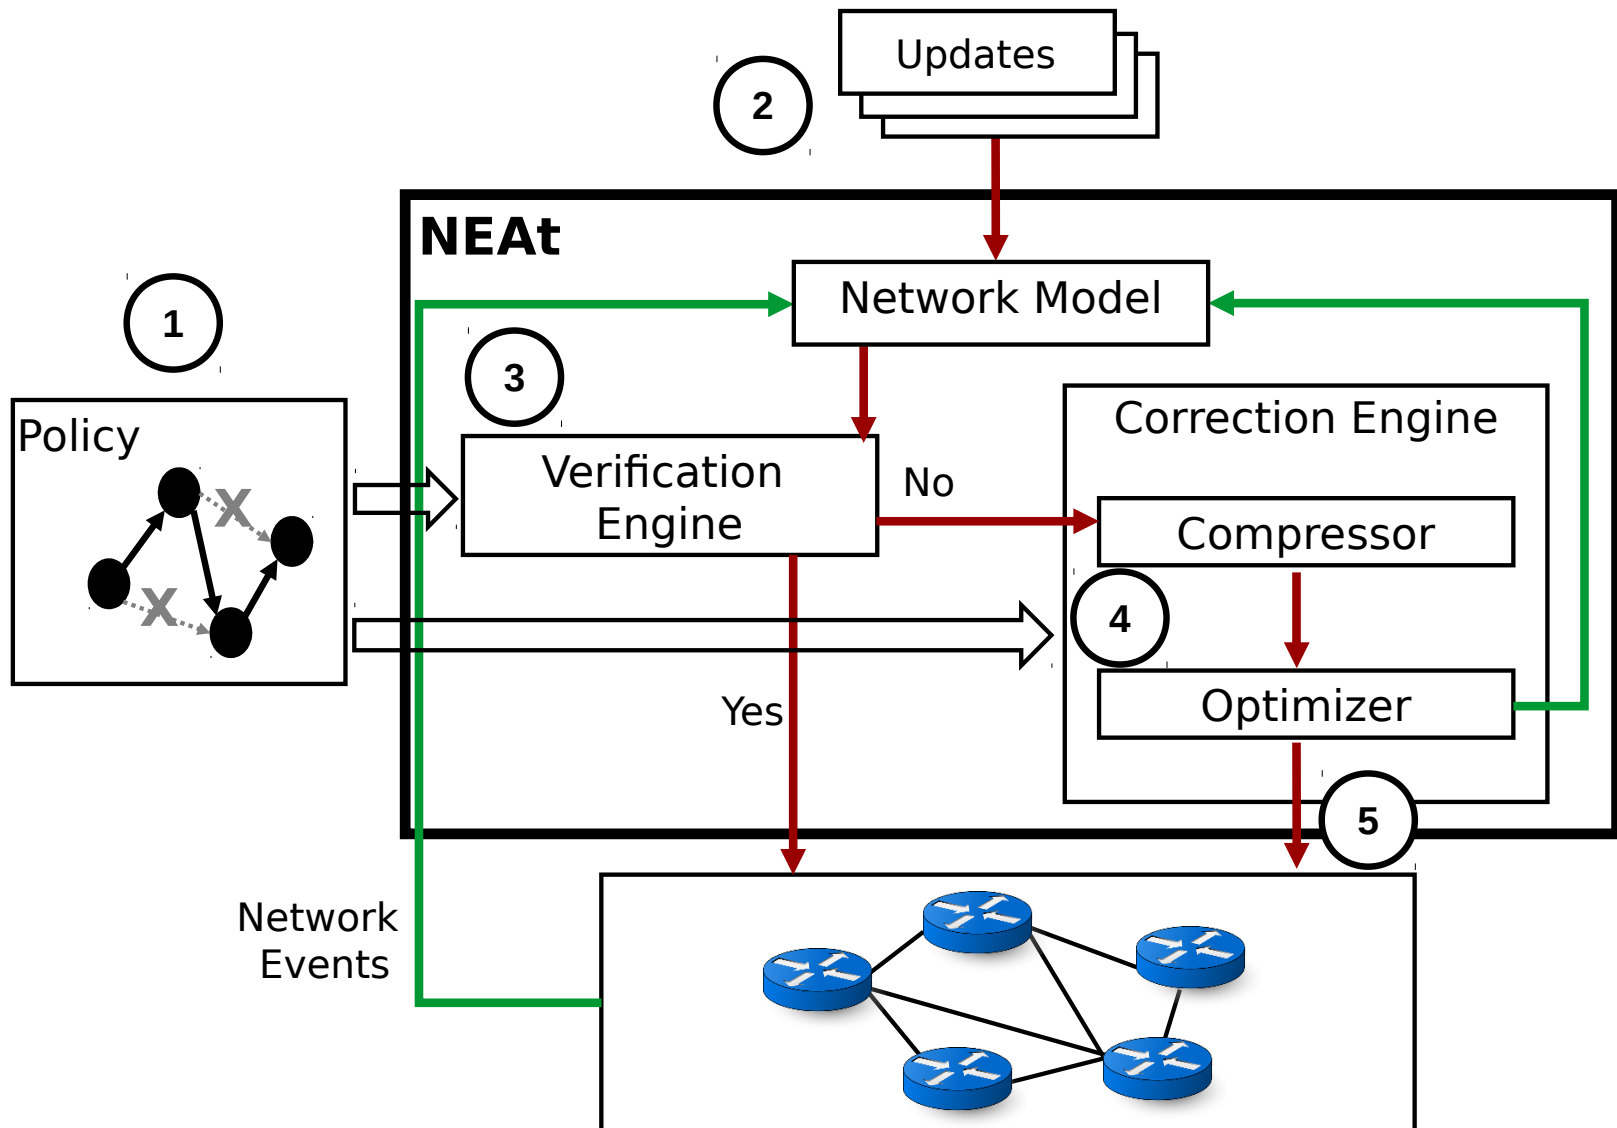 Updates
2
NEAt
Network Model
1
3
Correction Engine
Policy
Verification
Engine
No
X
Compressor
X
4
Optimizer
Yes
5
Network
Events